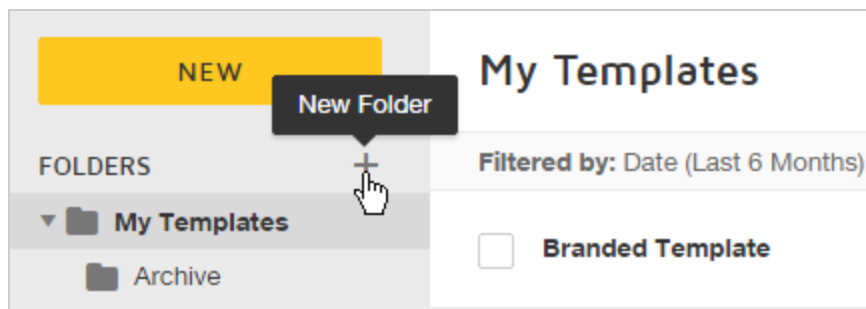 NEW
New Folder
FOLDERS
My Templates
Archive
My Templates
Filtered by: Date (Last 6 Months)
Branded Template